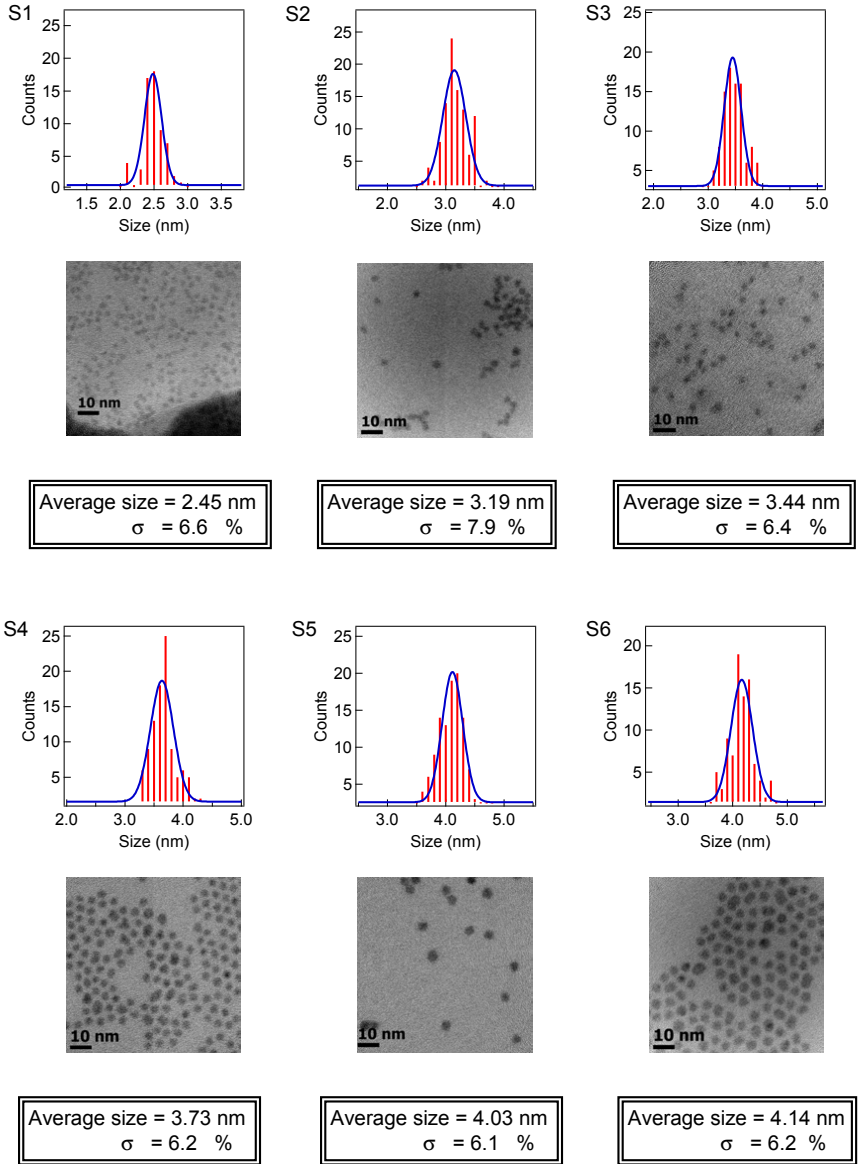 S1
25
20
15
10
5
0
Counts
1.5 2.0 2.5 3.0 3.5
Size (nm)
S2
25
20
15
10
5
Counts
2.0 3.0 4.0
Size (nm)
S3
25
20
15
10
5
Counts
2.0 3.0 4.0 5.0
Size (nm)
10 nm
10 nm
10 nm
Average size = 2.45 nm
σ = 6.6 %
Average size = 3.19 nm
σ = 7.9 %
Average size = 3.44 nm
σ = 6.4 %
S4
25
20
15
10
5
Counts
2.0 3.0 4.0 5.0
Size (nm)
S5
25
20
15
10
5
Counts
3.0 4.0 5.0
Size (nm)
S6
20
15
10
5
Counts
3.0 4.0 5.0
Size (nm)
10 nm
10 nm
10 nm
Average size = 3.73 nm
σ = 6.2 %
Average size = 4.03 nm
σ = 6.1 %
Average size = 4.14 nm
σ = 6.2 %